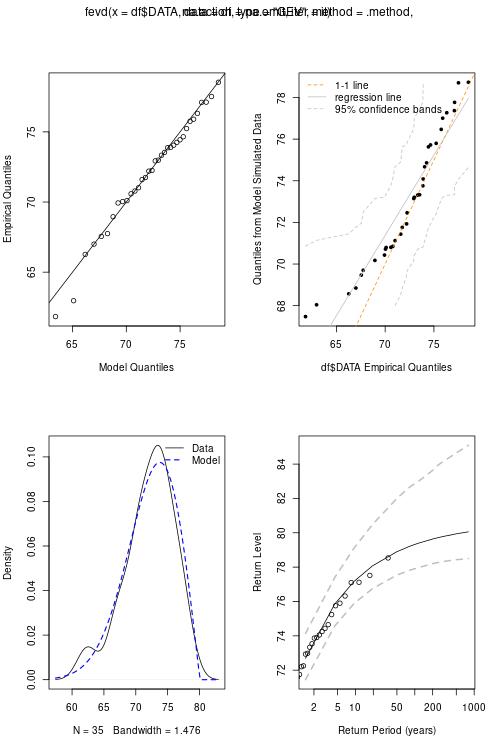 fevd(x = df$DATA, data = df, type = "GEV", method = .method,
75
70
65
Empirical Quantiles
65 70 75
Model Quantiles
1-1 line
regression line
95% confidence bands
78
76
74
72
70
68
Quantiles from Model Simulated Data
65 70 75
df$DATA Empirical Quantiles
Data
Model
0.10
0.08
0.06
0.04
0.02
0.00
Density
60 65 70 75 80
N = 35 Bandwidth = 1.476
84
82
80
78
76
74
72
Return Level
2 5 10 50 200 1000
Return Period (years)